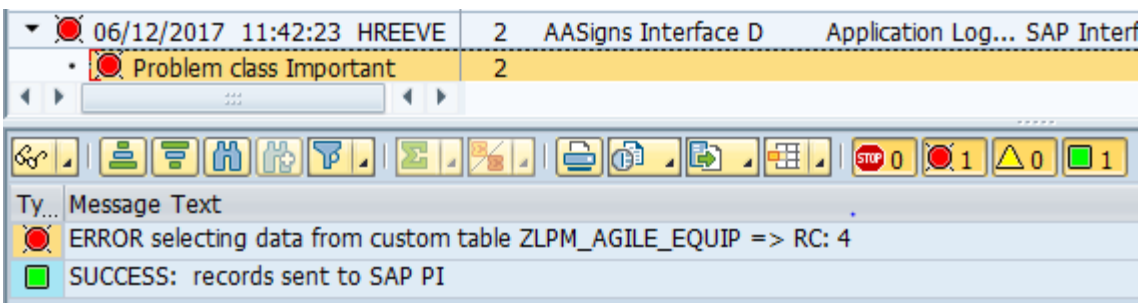 06/12/2017 11:42:23 HREEVE 2 AASigns Interface D Application Log... SAP Interf
Problem class Important 2
STOP 0 1 0 1
Ty... Message Text
ERROR selecting data from custom table ZLPM_AGILE_EQUIP => RC: 4
SUCCESS: records sent to SAP PI